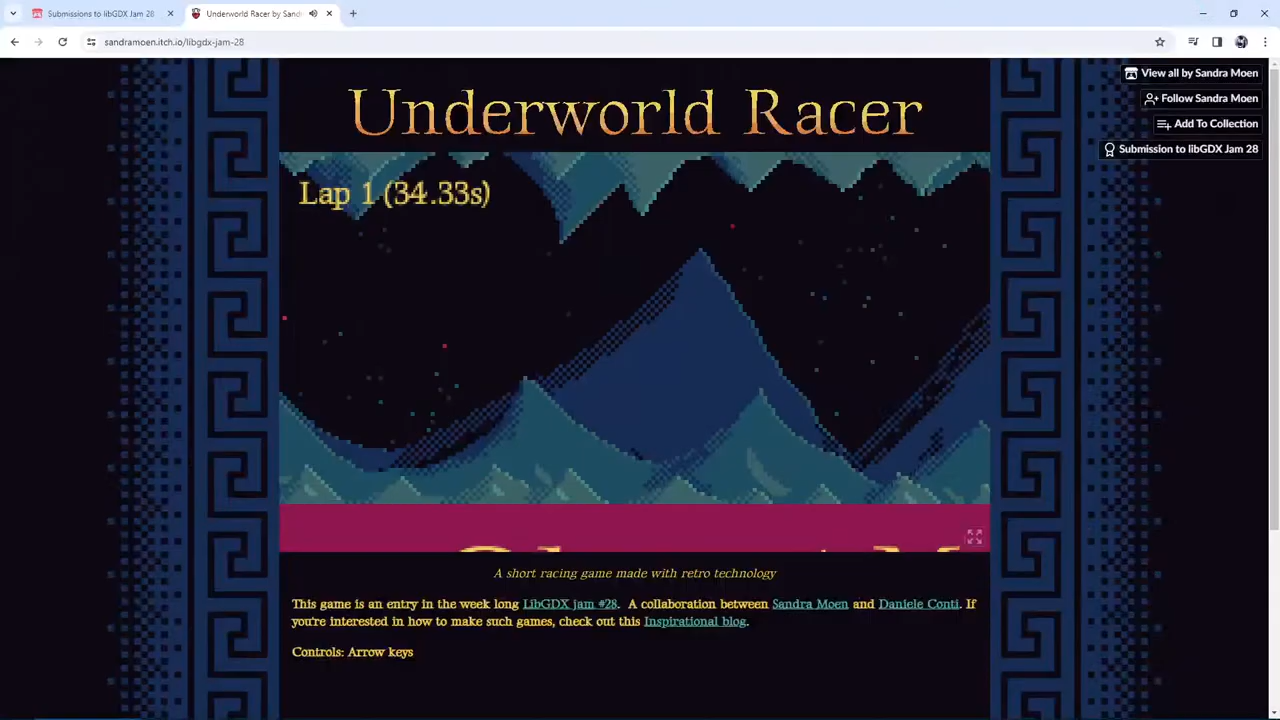 Submissions to libGDX Jam 28
Underworld Racer by Sand
sandramoen.itch.io/libgdx-jam-28
View all by Sandra Moen
Follow Sandra Moen
Add To Collection
Submission to libGDX Jam 28
Underworld Racer
Lap 1 (34.33s)
A short racing game made with retro technology
This game is an entry in the week long LibGDX jam #28. A collaboration between Sandra Moen and Daniele Conti. If
you're interested in how to make such games, check out this Inspirational blog.
Controls: Arrow keys